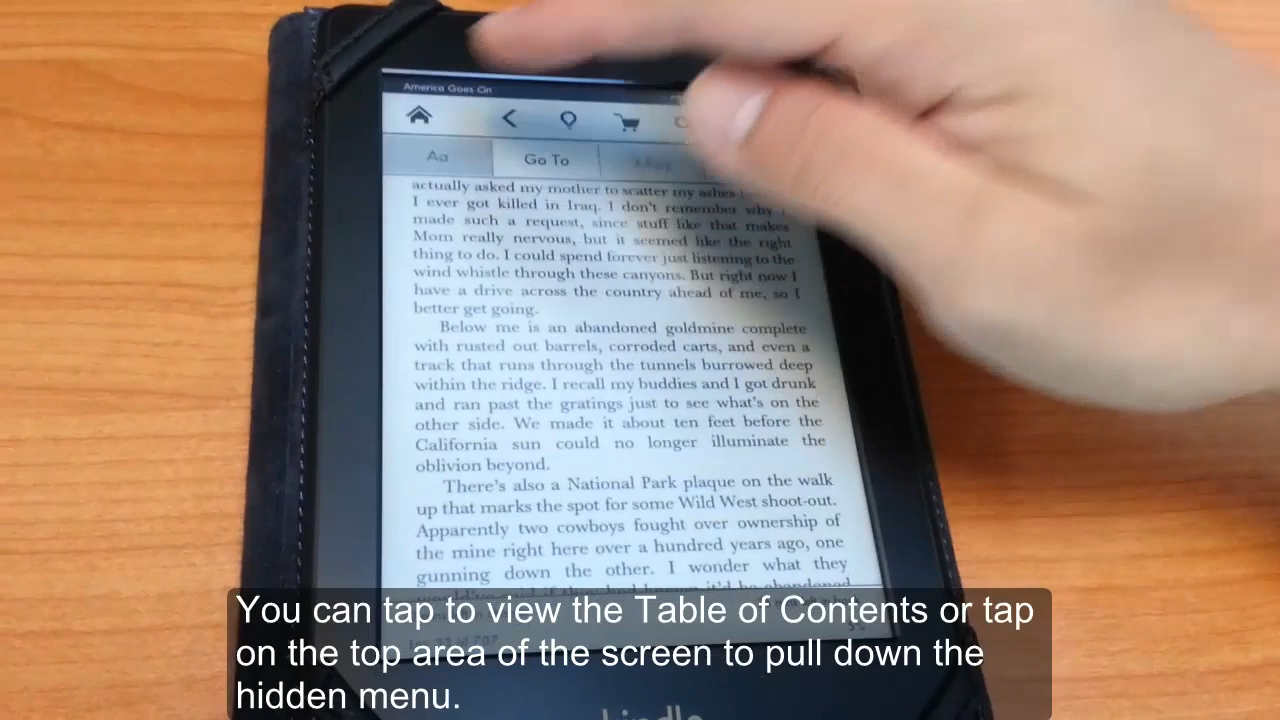 America Goes On
Aa
Go To
X-Ray
actually asked my mother to scatter my ashes
I ever got killed in Iraq. I don't remember why I
made such a request, since stuff like that makes
Mom really nervous, but it seemed like the right
thing to do. I could spend forever just listening to the
wind whistle through these canyons. But right now I
have a drive across the country ahead of me, so I
better get going.
Below me is an abandoned goldmine complete
with rusted out barrels, corroded carts, and even a
track that runs through the tunnels burrowed deep
within the ridge. I recall my buddies and I got drunk
and ran past the gratings just to see what's on the
other side. We made it about ten feet before the
California sun could no longer illuminate the
oblivion beyond.
There's also a National Park plaque on the walk
up that marks the spot for some Wild West shoot-out.
Apparently two cowboys fought over ownership of
the mine right here over a hundred years ago, one
gunning down the other. I wonder what they
You can tap to view the Table of Contents or tap
on the top area of the screen to pull down the
hidden menu.
kindle